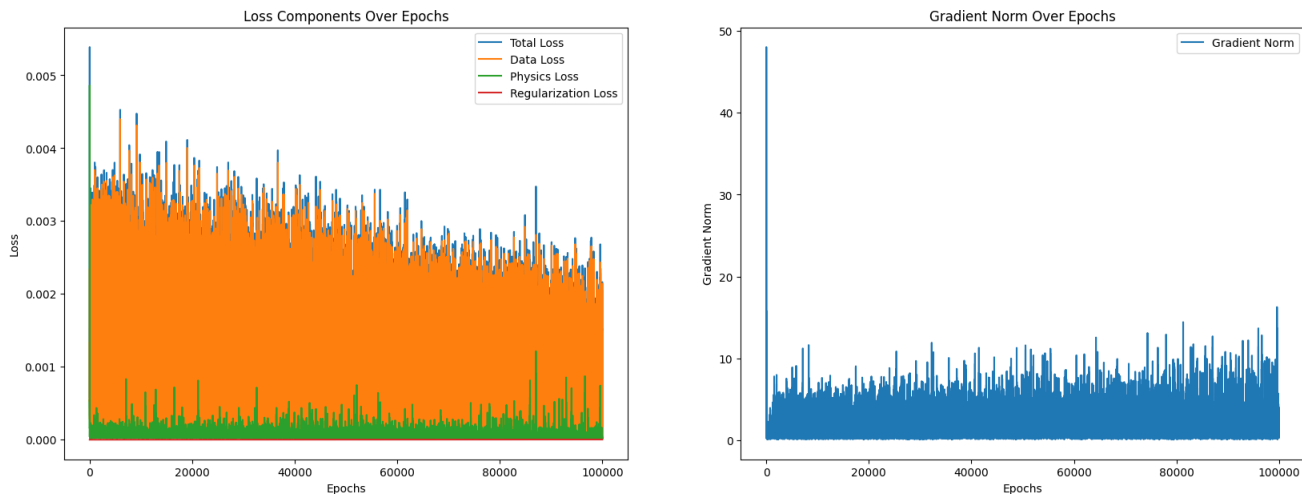 Loss Components Over Epochs
Total Loss
Data Loss
Physics Loss
Regularization Loss
Loss
0.005
0.004
0.003
0.002
0.001
0.000
0
20000
40000
60000
80000
100000
Epochs
Gradient Norm Over Epochs
Gradient Norm
Gradient Norm
50
40
30
20
10
0
0
20000
40000
60000
80000
100000
Epochs